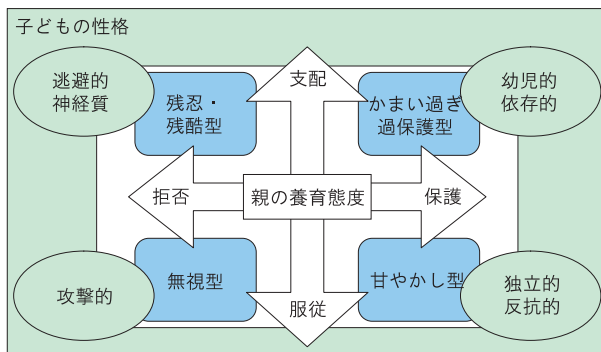 子どもの性格
逃避的
神経質
残忍・
残酷型
支配
かまい過ぎ
過保護型
幼児的
依存的
拒否
親の養育態度
保護
攻撃的
無視型
服従
甘やかし型
独立的
反抗的